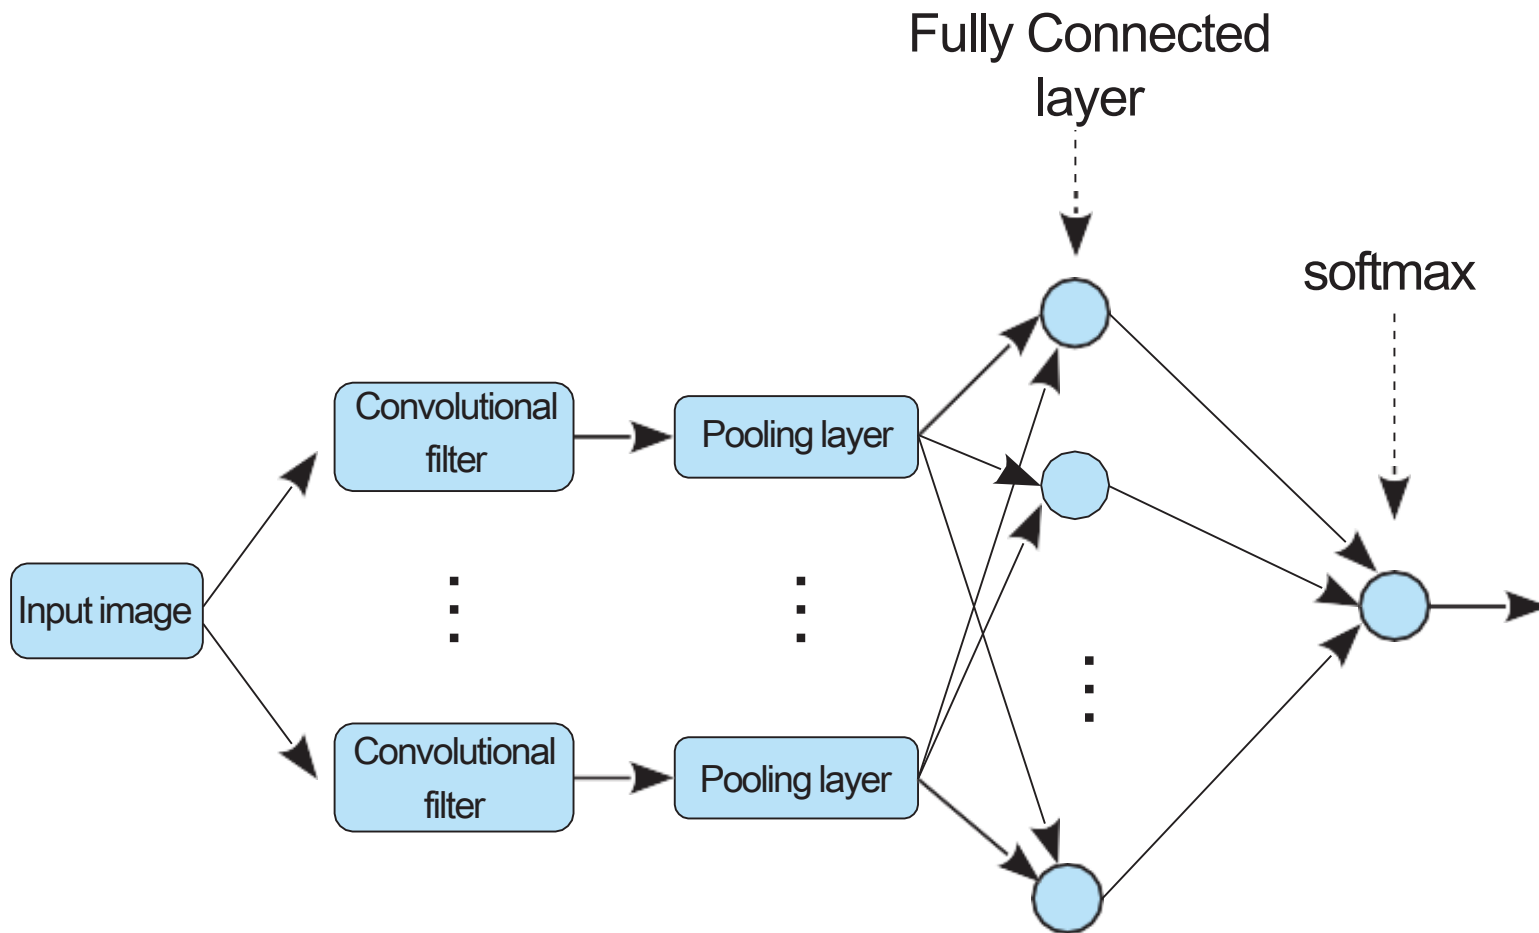 Fully Connected
layer
softmax
Convolutional
filter
Pooling layer
Input image
Convolutional
filter
Pooling layer